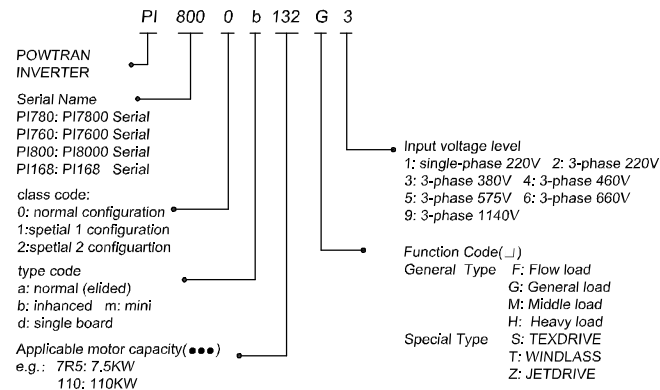 PI 800 0 b 132 G 3
POWTRAN
INVERTER
Serial Name
PI780: PI7800 Serial
PI760: PI7600 Serial
PI800: PI8000 Serial
PI168: PI168 Serial
class code:
0: normal configuration
1:spetial 1 configuration
2:spetial 2 configuartion
type code
a: normal (elided)
b: inhanced m: mini
d: single board
Applicable motor capacity(●●●)
e.g.: 7R5: 7.5KW
110: 110KW
Input voltage level
1: single-phase 220V 2: 3-phase 220V
3: 3-phase 380V 4: 3-phase 460V
5: 3-phase 575V 6: 3-phase 660V
9: 3-phase 1140V
Function Code(⏘)
General Type F: Flow load
G: General load
M: Middle load
H: Heavy load
Special Type S: TEXDRIVE
T: WINDLASS
Z: JETDRIVE